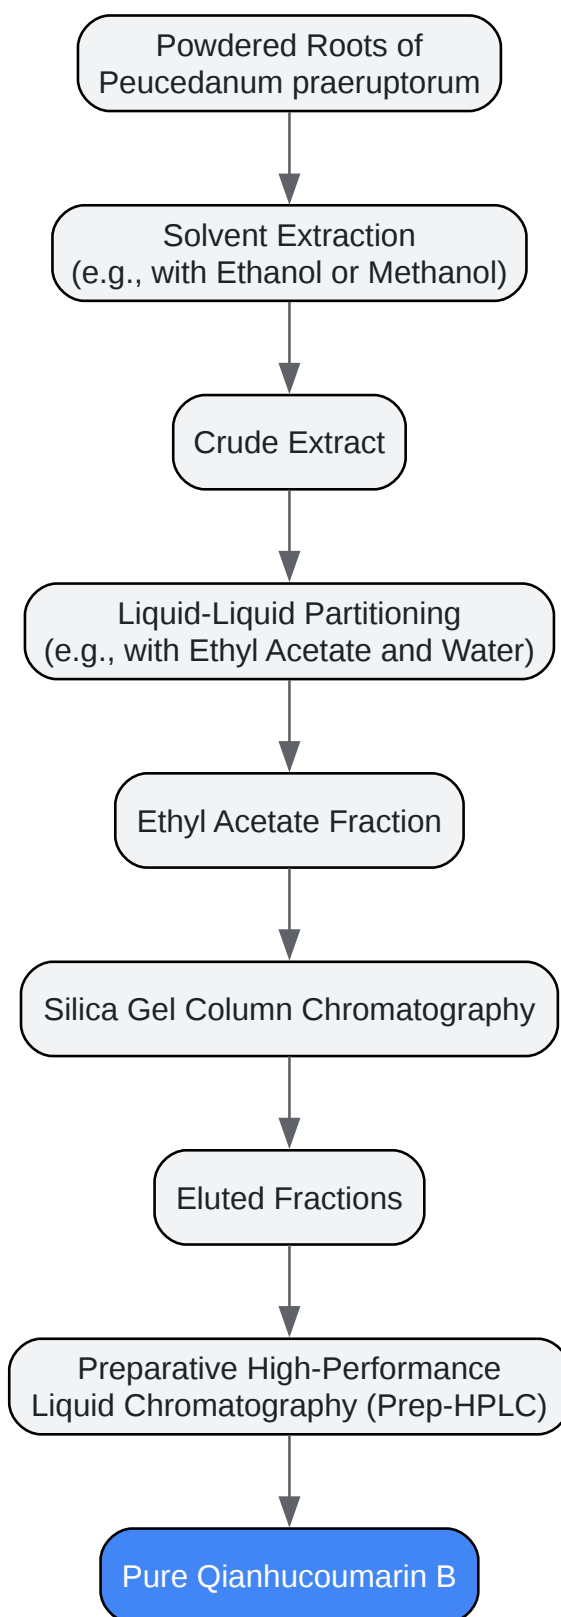 Powdered Roots of
Peucedanum praeruptorum
Solvent Extraction
(e.g., with Ethanol or Methanol)
Crude Extract
Liquid-Liquid Partitioning
(e.g., with Ethyl Acetate and Water)
Ethyl Acetate Fraction
Silica Gel Column Chromatography
Eluted Fractions
Preparative High-Performance
Liquid Chromatography (Prep-HPLC)
Pure Qianhucoumarin B